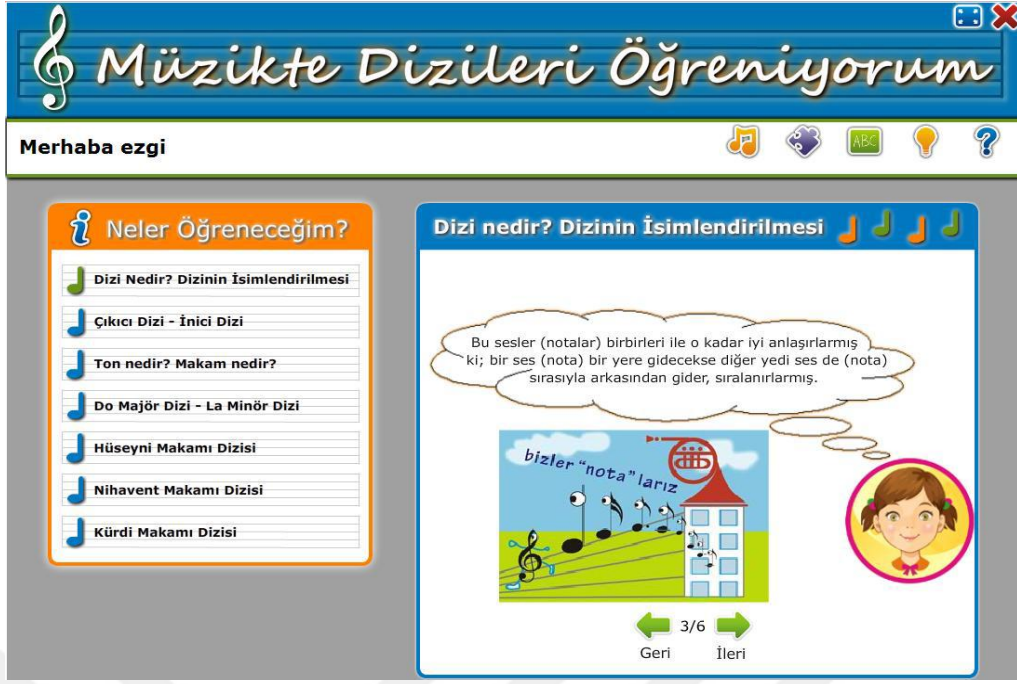 Müzikte Dizileri Öğreniyorum
Merhaba ezgi
ABC
?
i Neler Öğreneceğim?
Dizi Nedir? Dizinin İsimlendirilmesi
Çıkıcı Dizi - İnici Dizi
Ton nedir? Makam nedir?
Do Majör Dizi - La Minör Dizi
Hüseyni Makamı Dizisi
Nihavent Makamı Dizisi
Kürdi Makamı Dizisi
Dizi nedir? Dizinin İsimlendirilmesi
Bu sesler (notalar) birbirleri ile o kadar iyi anlaşırlarmış
ki; bir ses (nota) bir yere gidecekse diğer yedi ses de (nota)
sırasıyla arkasından gider, sıralanırlarmış.
bizler "nota"larız
3/6
Geri İleri